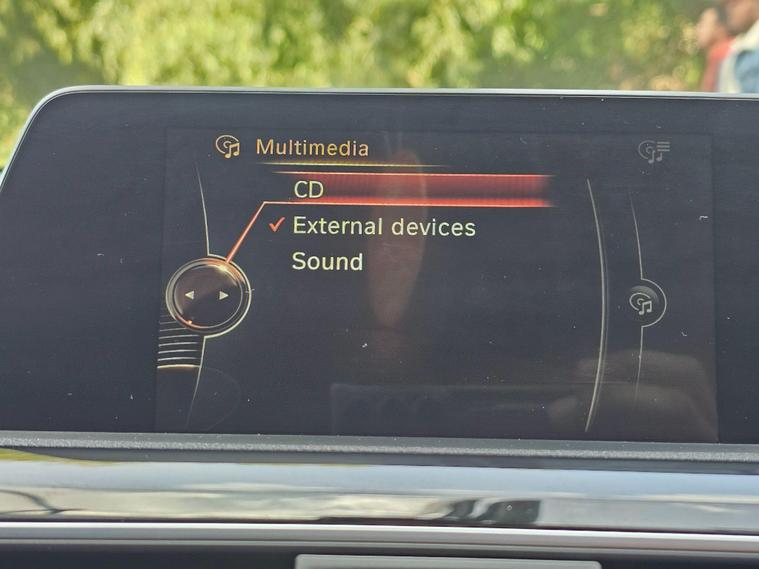 Multimedia
CD
External devices
Sound